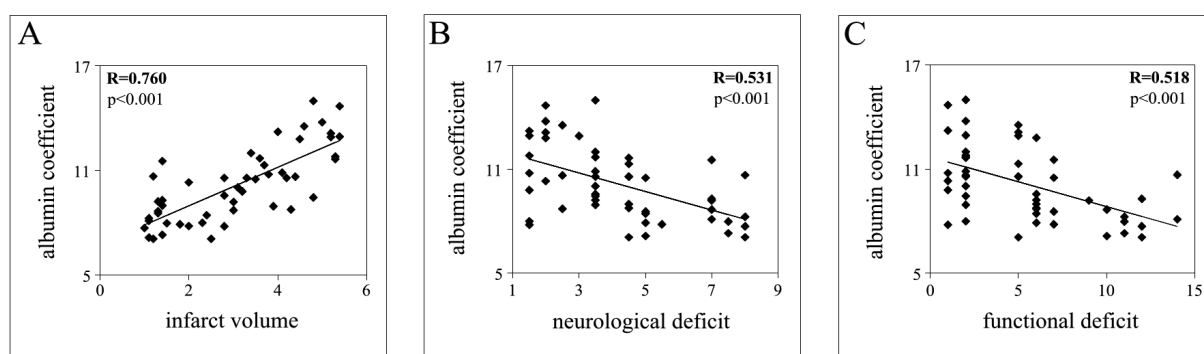 A
R=0.760
p<0.001
albumin coefficient
17
11
5
0
2
4
6
infarct volume
B
R=0.531
p<0.001
albumin coefficient
17
11
5
1
3
5
7
9
neurological deficit
C
R=0.518
p<0.001
albumin coefficient
17
11
5
0
5
10
15
functional deficit